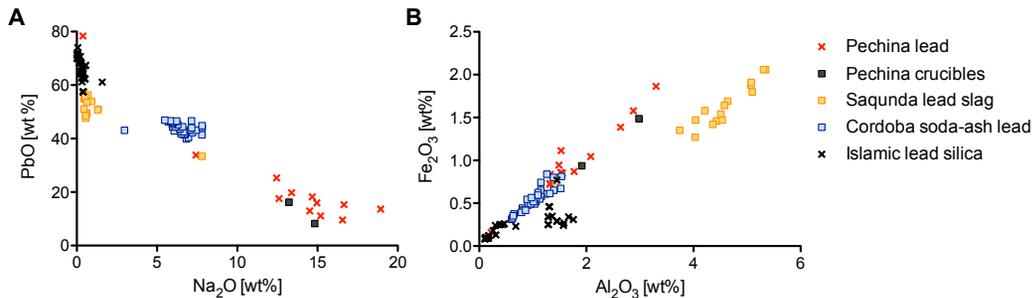 A
B
80
60
40
20
0
PbO [wt %]
0
5
10
15
20
Na₂O [wt%]
2.5
2.0
1.5
1.0
0.5
0.0
Fe₂O₃ [wt%]
0
2
4
6
Al₂O₃ [wt%]
Pechina lead
Pechina crucibles
Saqunda lead slag
Cordoba soda-ash lead
Islamic lead silica